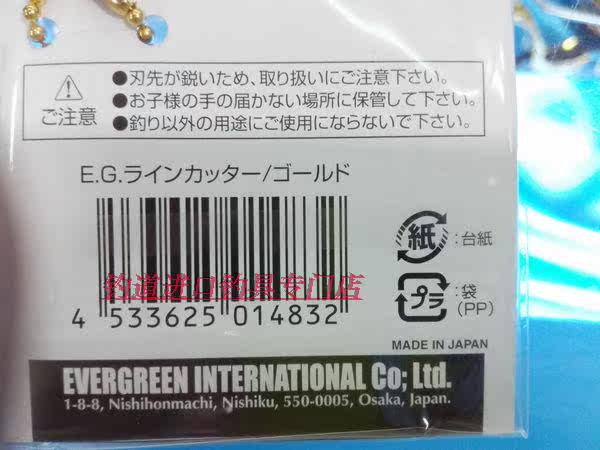 ●刃先が鋭いため、取り扱いにご注意下さい。
●お子様の手の届かない場所に保管して下さい。
●釣り以外の用途にご使用にならないで下さい。
ご注意
E.G.ラインカッター/ゴールド
钓道进口钓具专门店
4 533625 014832
紙 :台紙
プラ :袋
(PP)
MADE IN JAPAN
EVERGREEN INTERNATIONAL Co; Ltd.
1-8-8, Nishihonmachi, Nishiku, 550-0005, Osaka, Japan.